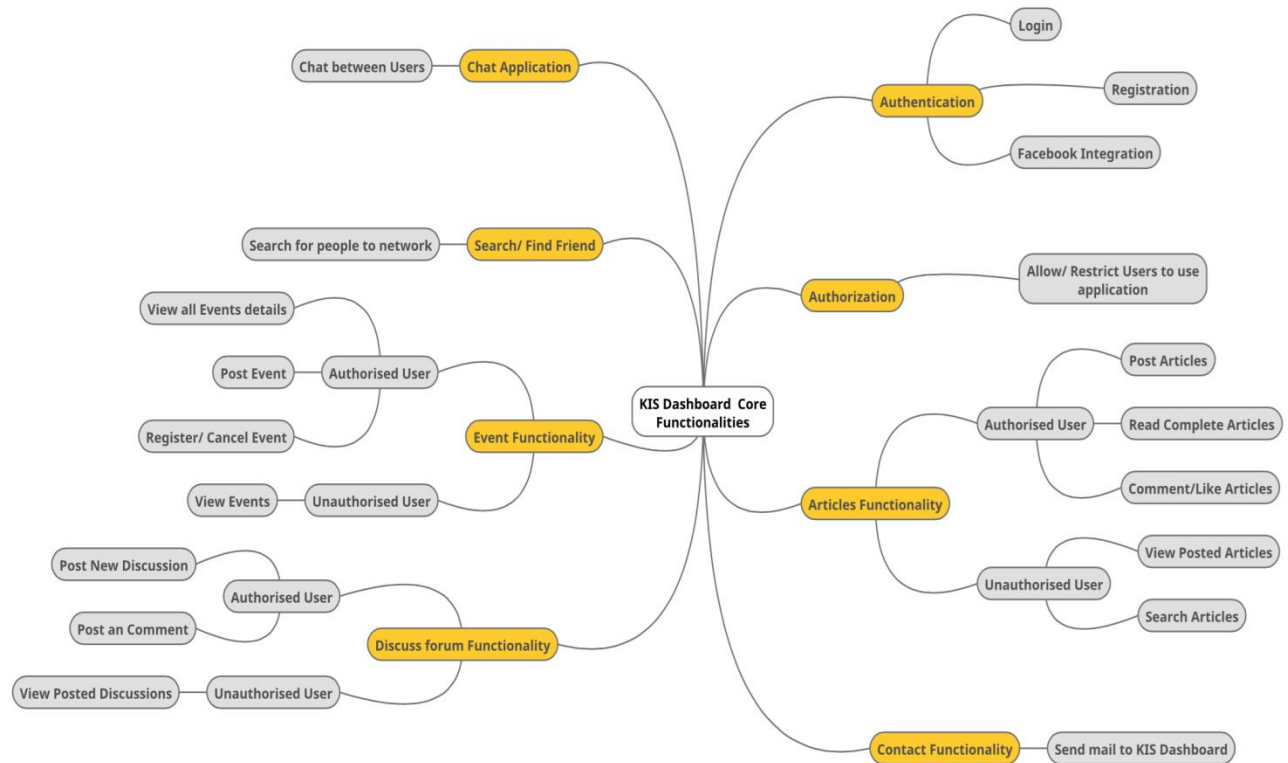 KIS Dashboard  Core
Functionalities
Chat Application
Chat between Users
Search/ Find Friend
Search for people to network
Event Functionality
Authorised User
View all Events details
Post Event
Register/ Cancel Event
Unauthorised User
View Events
Discuss forum Functionality
Authorised User
Post New Discussion
Post an Comment
Unauthorised User
View Posted Discussions
Authentication
Login
Registration
Facebook Integration
Authorization
Allow/ Restrict Users to use
application
Articles Functionality
Authorised User
Post Articles
Read Complete Articles
Comment/Like Articles
Unauthorised User
View Posted Articles
Search Articles
Contact Functionality
Send mail to KIS Dashboard